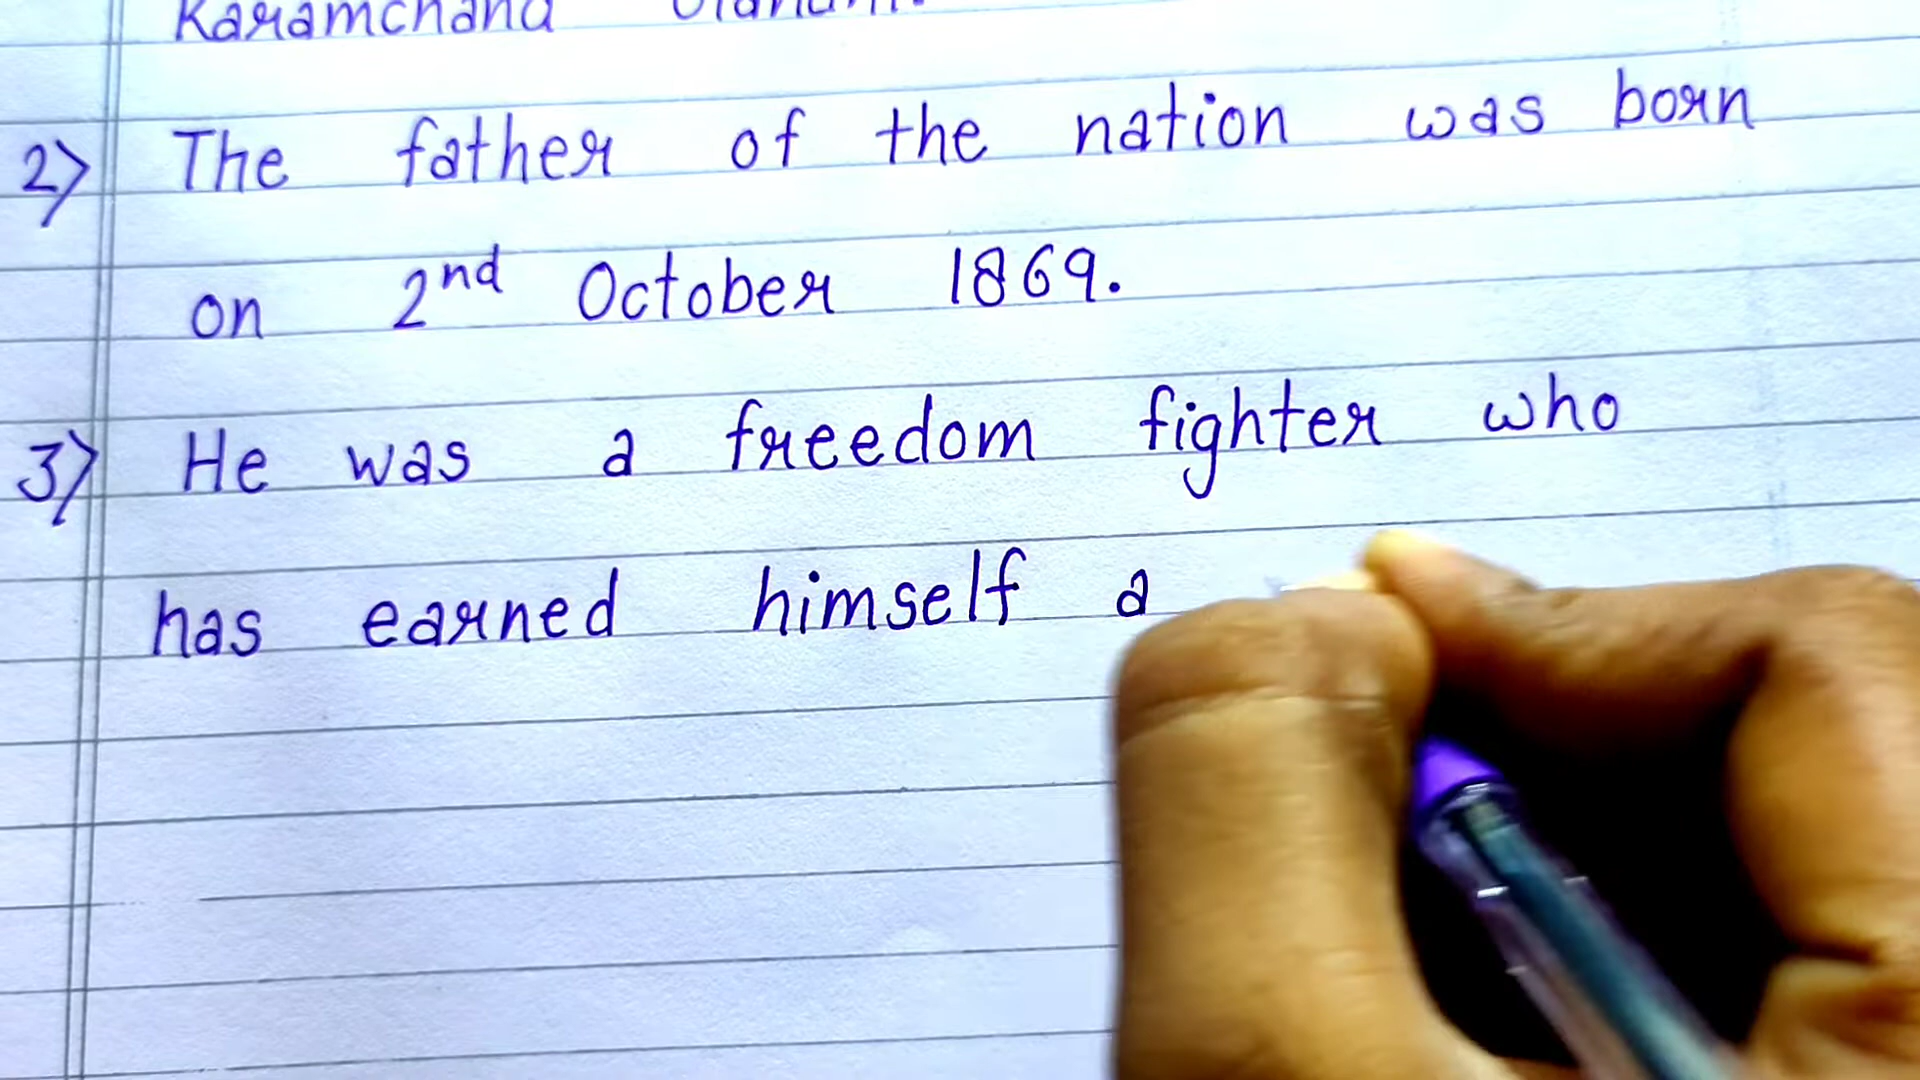 Karamchand Gandhi.
2) The father of the nation was born
on 2nd October 1869.
3) He was a freedom fighter who
has earned himself a